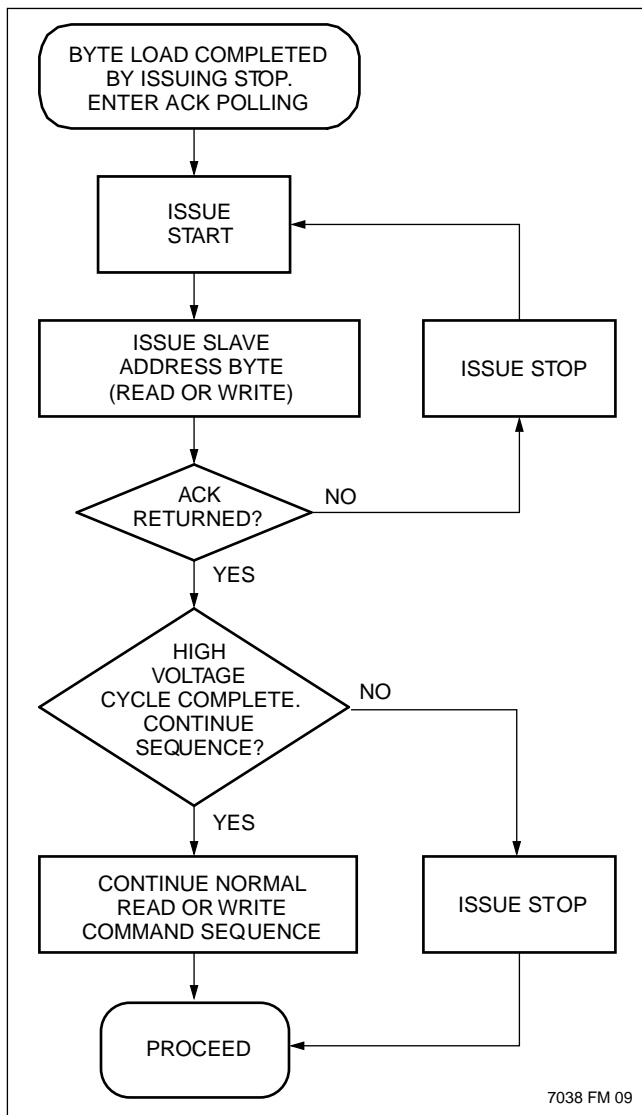 BYTE LOAD COMPLETED
BY ISSUING STOP.
ENTER ACK POLLING
ISSUE
START
ISSUE SLAVE
ADDRESS BYTE
(READ OR WRITE)
ISSUE STOP
ACK
RETURNED?
NO
YES
HIGH
VOLTAGE
CYCLE COMPLETE.
CONTINUE
SEQUENCE?
NO
YES
CONTINUE NORMAL
READ OR WRITE
COMMAND SEQUENCE
ISSUE STOP
PROCEED
7038 FM 09